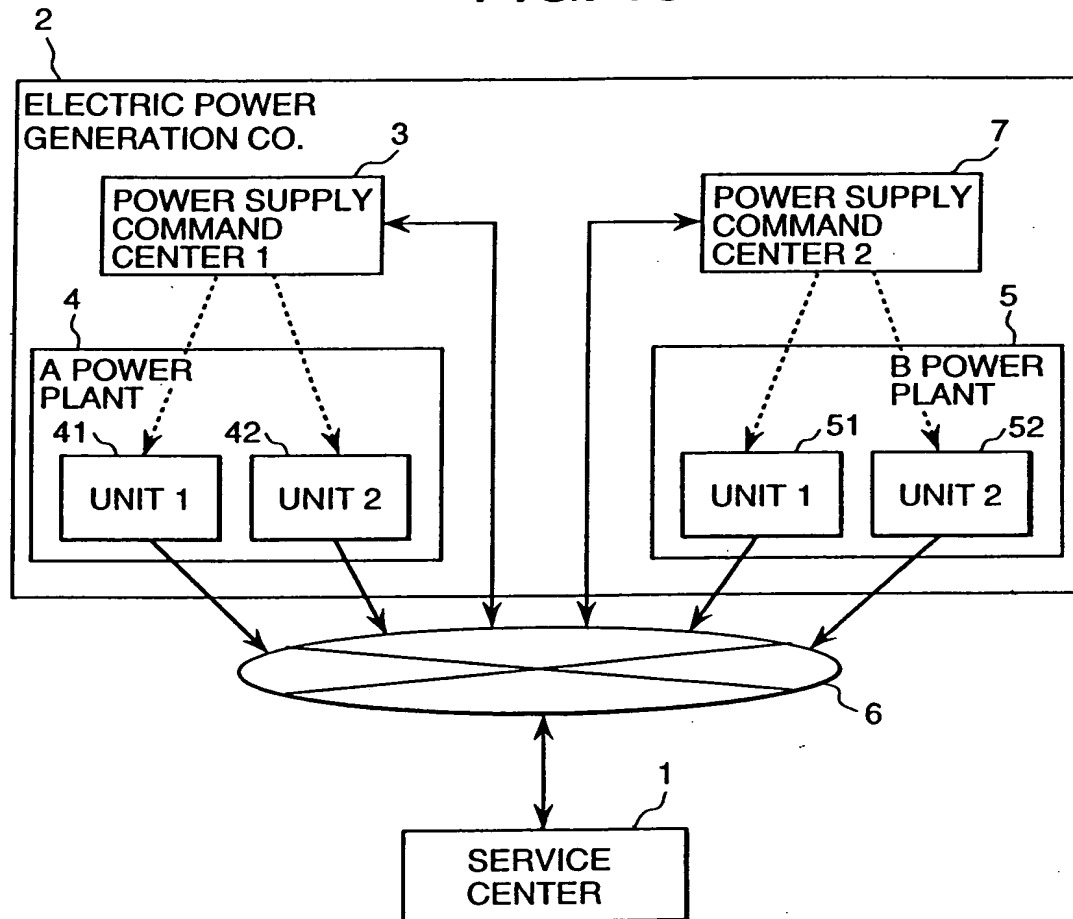 2
ELECTRIC POWER
GENERATION CO.
3
7
POWER SUPPLY
COMMAND
CENTER 1
POWER SUPPLY
COMMAND
CENTER 2
4
5
A POWER
PLANT
B POWER
PLANT
41
42
51
52
UNIT 1
UNIT 2
UNIT 1
UNIT 2
6
1
SERVICE
CENTER